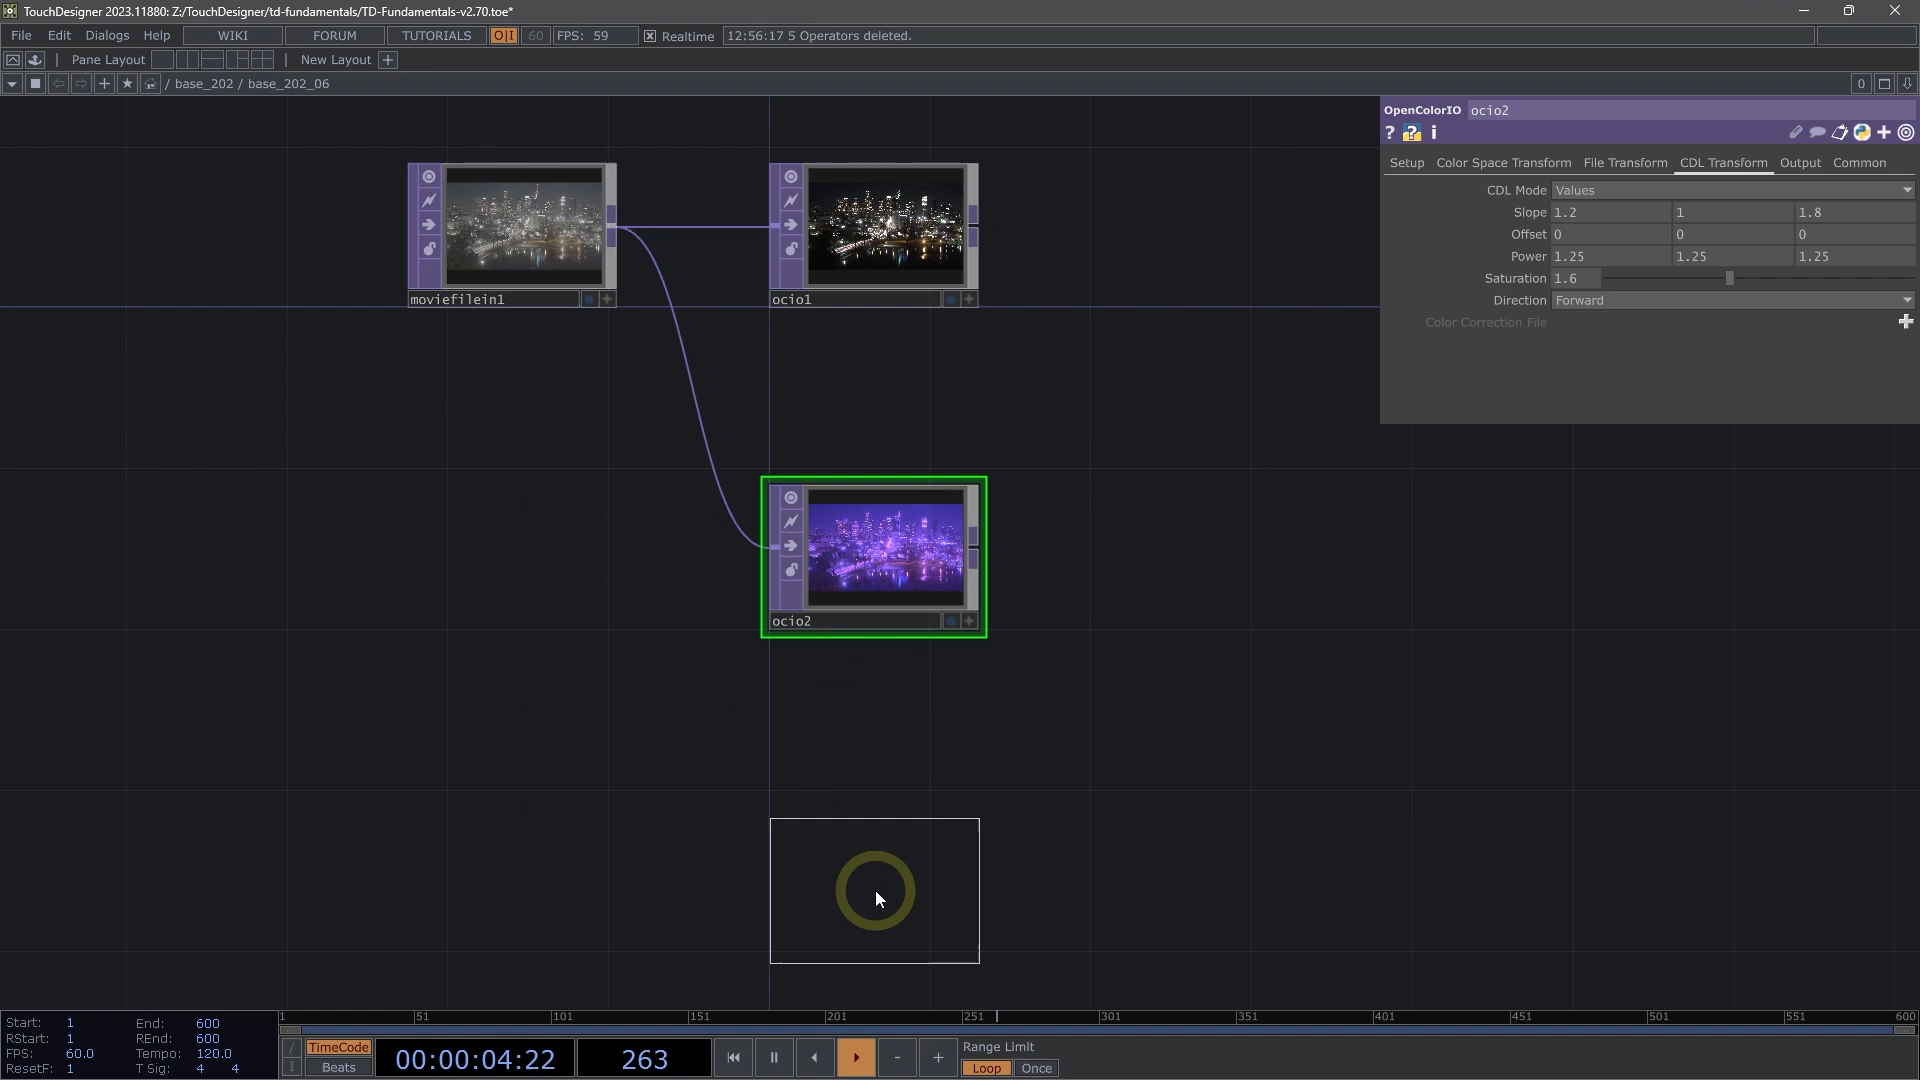 TouchDesigner 2023.11880: Z:/TouchDesigner/td-fundamentals/TD-Fundamentals-v2.70.toe*
File Edit Dialogs Help WIKI FORUM TUTORIALS O|I 60 FPS: 59 Realtime 12:56:17 5 Operators deleted.
Pane Layout New Layout
/ base_202 / base_202_06 0
OpenColorIO ocio2
? ? i
Setup Color Space Transform File Transform CDL Transform Output Common
CDL Mode Values
Slope 1.2 1 1.8
Offset 0 0 0
Power 1.25 1.25 1.25
Saturation 1.6
Direction Forward
Color Correction File
moviefilein1
ocio1
ocio2
1 51 101 151 201 251 301 351 401 451 501 551 600
Start: 1 End: 600
RStart: 1 REnd: 600
FPS: 60.0 Tempo: 120.0
ResetF: 1 T Sig: 4 4
TimeCode
Beats
00:00:04:22
263
Range Limit
Loop Once